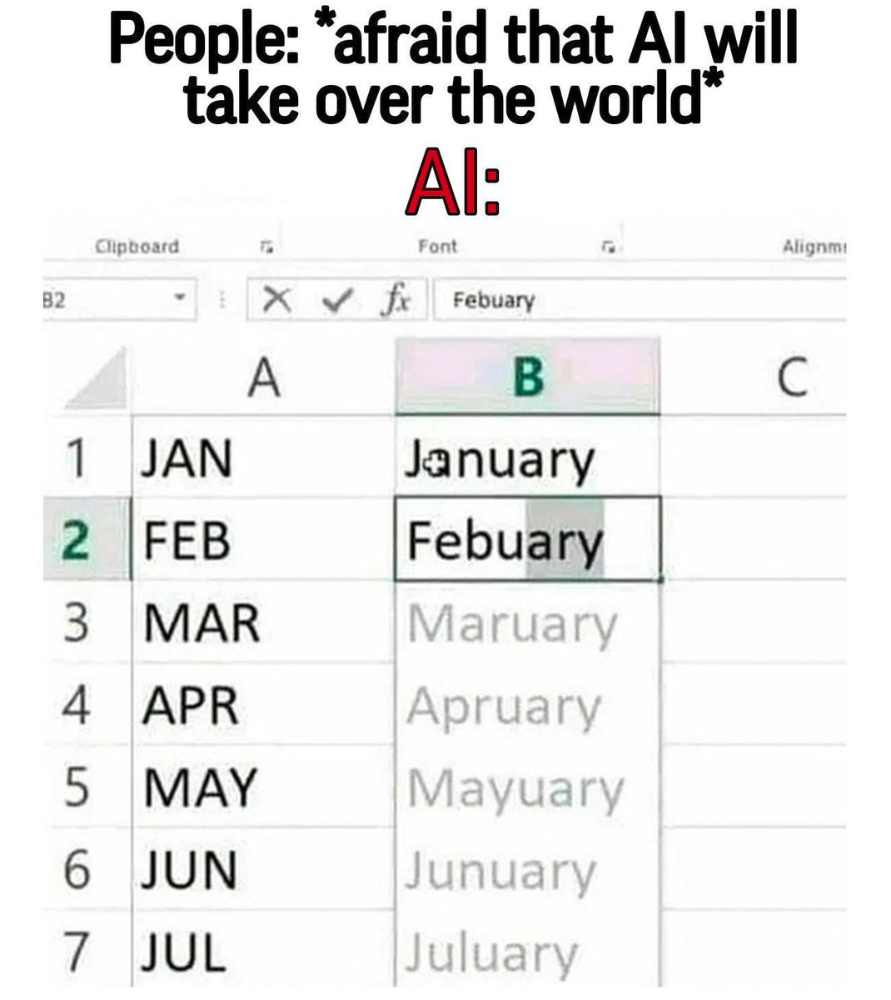 People: *afraid that AI will
take over the world*
AI:
Clipboard Font Alignm
B2 fx Febuary
A B C
1 JAN January
2 FEB Febuary
3 MAR Maruary
4 APR Apruary
5 MAY Mayuary
6 JUN Junuary
7 JUL Juluary